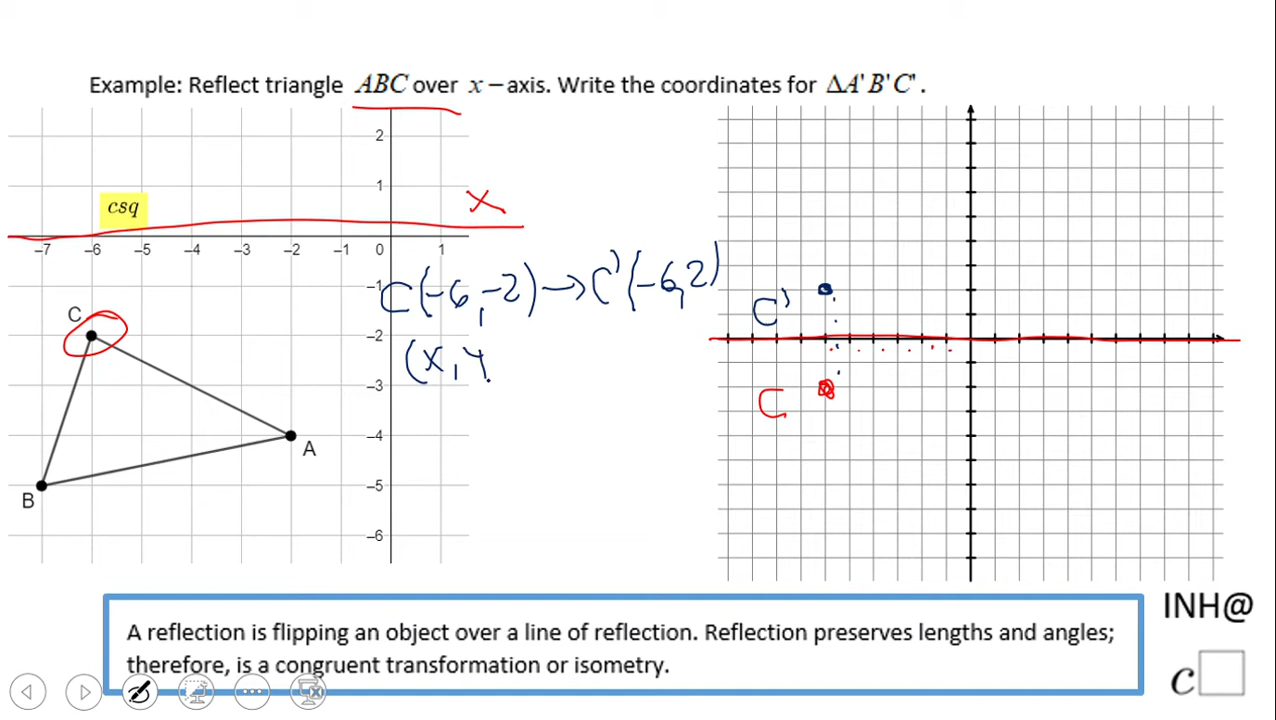 Example: Reflect triangle ABC over x – axis. Write the coordinates for ΔA'B'C'.
2
1
csq
X
–7 –6 –5 –4 –3 –2 –1 0 1
–1
C(-6,-2)→C'(-6,2)
C'
C
–2
(x,y
–3
C
–4
A
–5
B
–6
A reflection is flipping an object over a line of reflection. Reflection preserves lengths and angles;
therefore, is a congruent transformation or isometry.
INH@
c